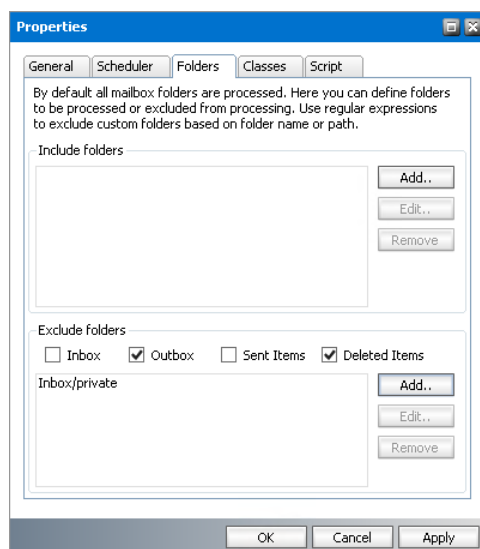 Properties
General Scheduler Folders Classes Script
By default all mailbox folders are processed. Here you can define folders
to be processed or excluded from processing. Use regular expressions
to exclude custom folders based on folder name or path.
Include folders
Add..
Edit..
Remove
Exclude folders
Inbox Outbox Sent Items Deleted Items
Inbox/private
Add..
Edit..
Remove
OK Cancel Apply